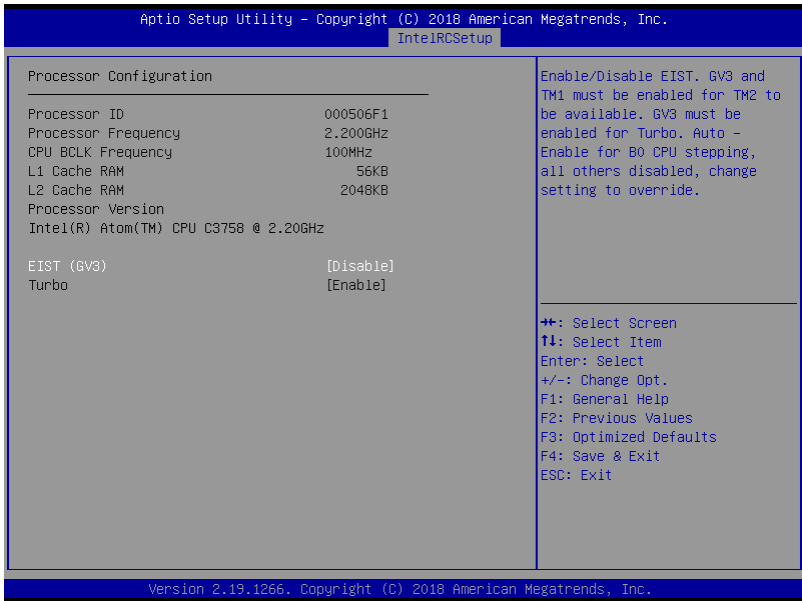 Aptio Setup Utility – Copyright (C) 2018 American Megatrends, Inc.
IntelRCSetup
Processor Configuration
Processor ID 000506F1
Processor Frequency 2.200GHz
CPU BCLK Frequency 100MHz
L1 Cache RAM 56KB
L2 Cache RAM 2048KB
Processor Version
Intel(R) Atom(TM) CPU C3758 @ 2.20GHz
EIST (GV3) [Disable]
Turbo [Enable]
Enable/Disable EIST. GV3 and
TM1 must be enabled for TM2 to
be available. GV3 must be
enabled for Turbo. Auto –
Enable for B0 CPU stepping,
all others disabled, change
setting to override.
→←: Select Screen
↑↓: Select Item
Enter: Select
+/-: Change Opt.
F1: General Help
F2: Previous Values
F3: Optimized Defaults
F4: Save & Exit
ESC: Exit
Version 2.19.1266. Copyright (C) 2018 American Megatrends, Inc.